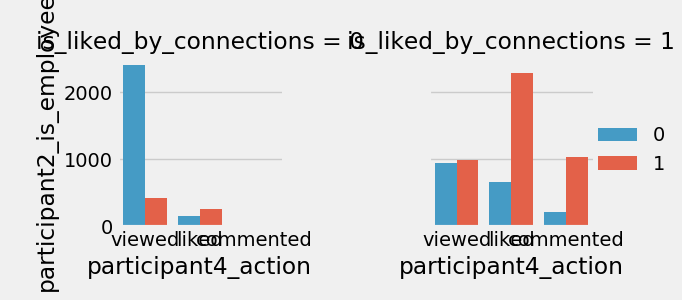 is_liked_by_connections = 0
is_liked_by_connections = 1
participant2_is_employee
2000
1000
0
viewed
liked
commented
viewed
liked
commented
participant4_action
participant4_action
0
1